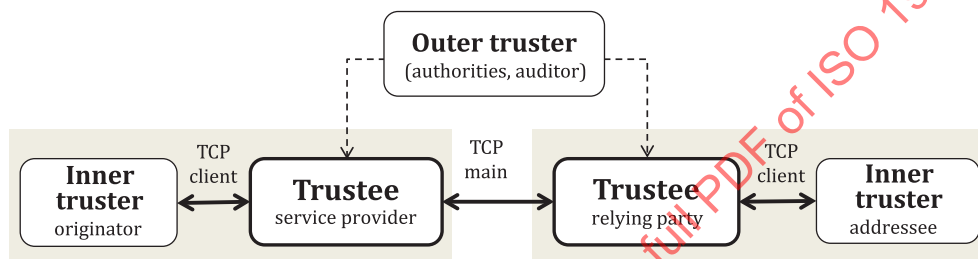 Outer truster
(authorities, auditor)
TCP
client
TCP
main
TCP
client
Inner
truster
originator
Trustee
service provider
Trustee
relying party
Inner
truster
addressee
full PDF of ISO